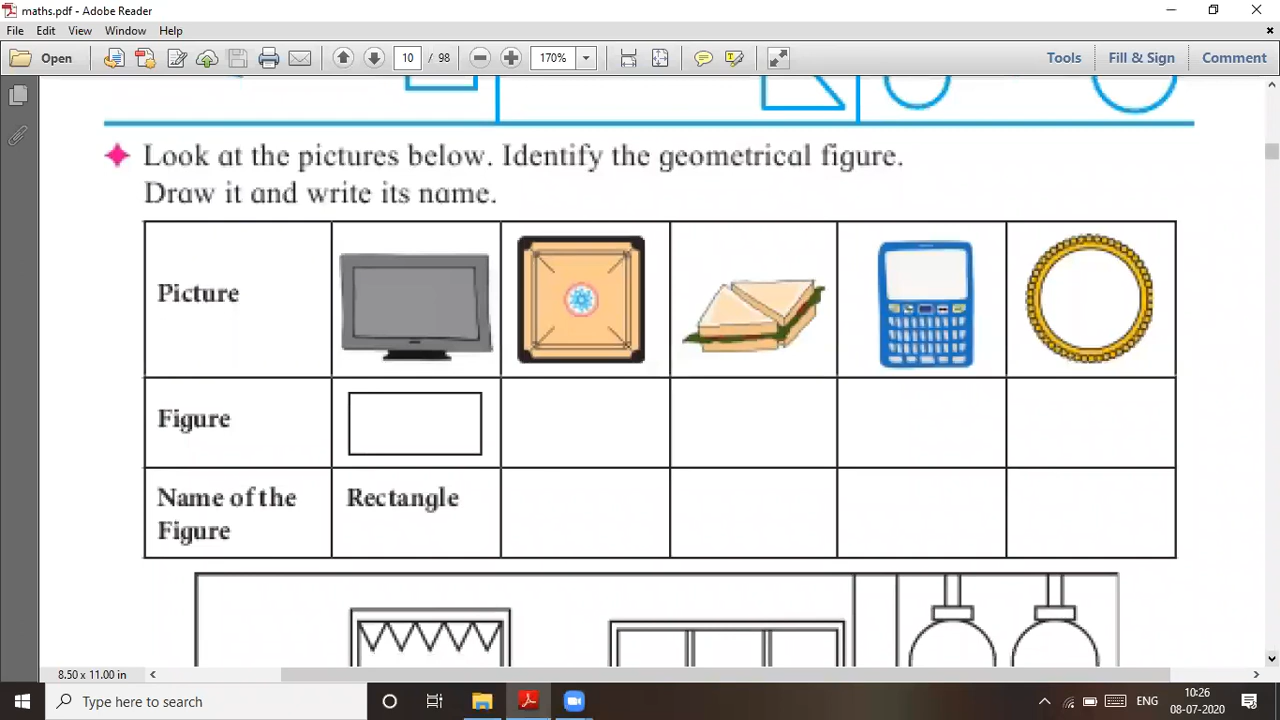 maths.pdf - Adobe Reader
File Edit View Window Help
Open 10 / 98 170% Tools Fill & Sign Comment
Look at the pictures below. Identify the geometrical figure.
Draw it and write its name.
Picture
Figure
Name of the Figure Rectangle
8.50 x 11.00 in
Type here to search
ENG
10:26
08-07-2020